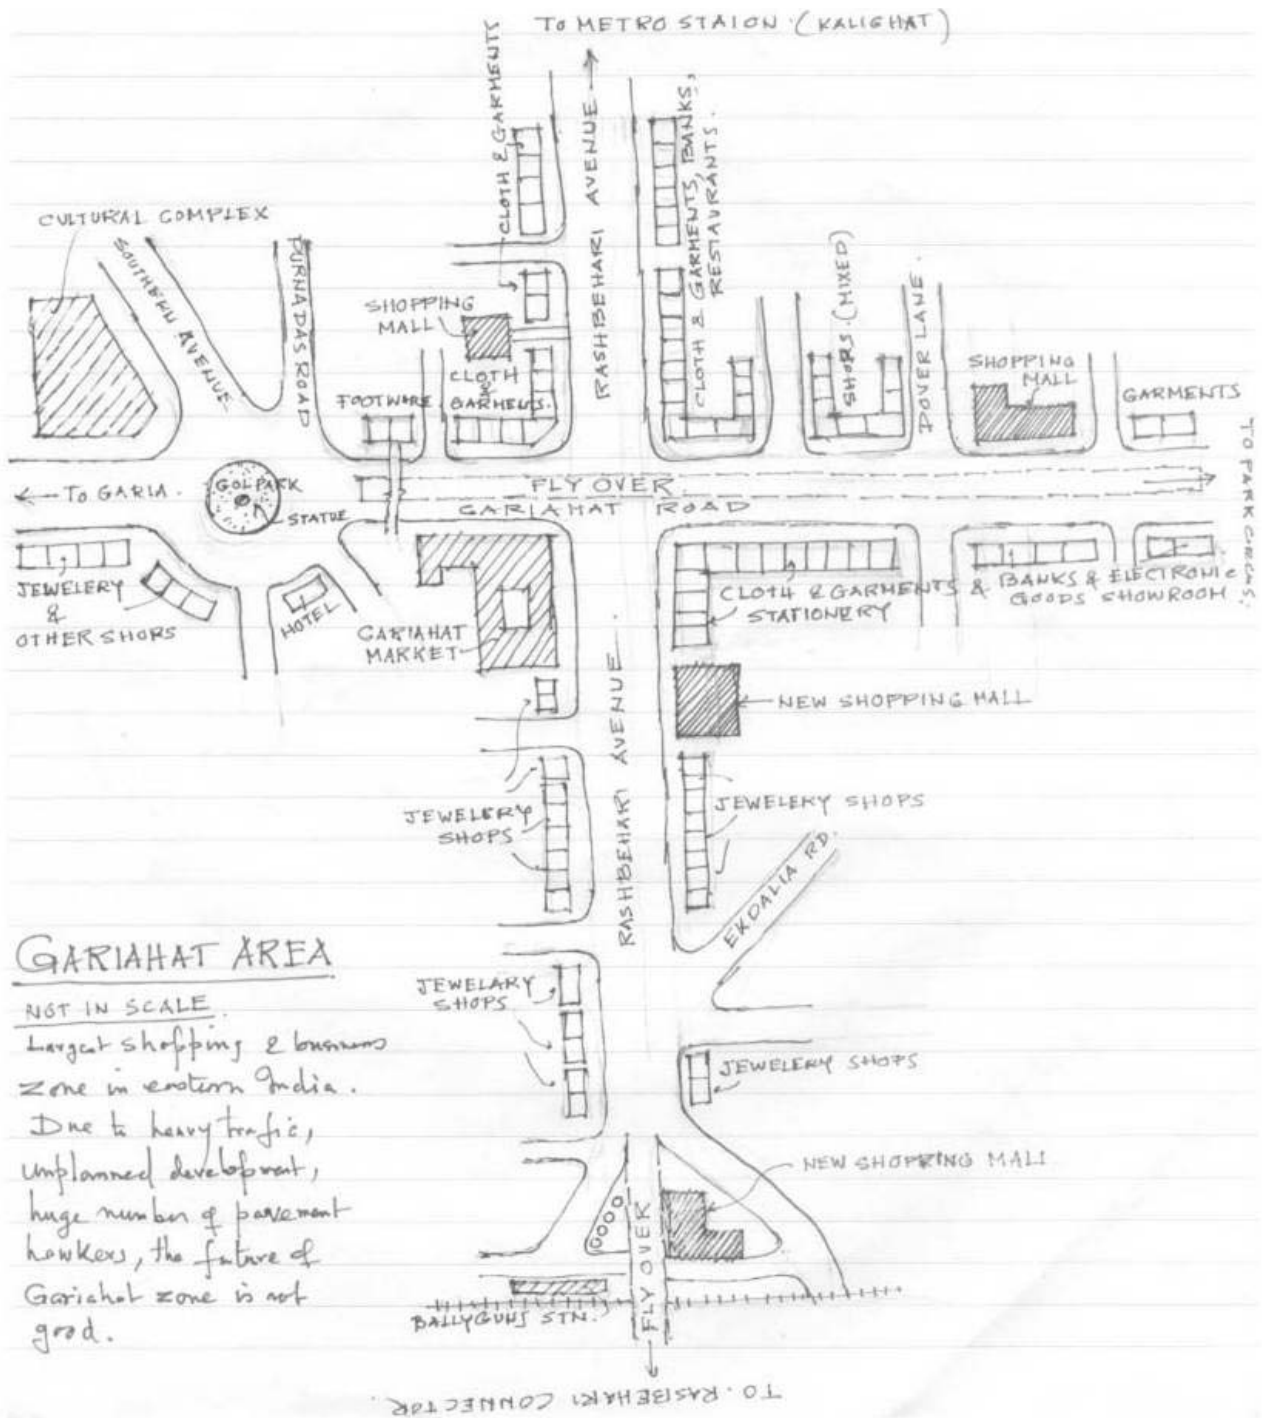 TO METRO STAION (KALIGHAT)
CLOTH & GARMENTS
RASHBEHARI AVENUE
CLOTH & GARMENTS, BANKS,
RESTAURANTS.
CULTURAL COMPLEX
SOUTHERN AVENUE
PURNA DAS ROAD
SHOPPING
MALL
SHOPS (MIXED)
DOVER LANE
SHOPPING
MALL
GARMENTS
FOOTWARE
CLOTH
&
GARMENTS.
TO PARK CIRCUS.
TO GARIA.
GOLPARK
STATUE
FLY OVER
GARIAHAT ROAD
JEWELERY
&
OTHER SHOPS
HOTEL
GARIAHAT
MARKET
CLOTH & GARMENTS &
STATIONERY
BANKS & ELECTRONIC
GOODS SHOWROOM
NEW SHOPPING MALL
RASHBEHARI AVENUE
JEWELERY
SHOPS
JEWELERY SHOPS
EKDALIA RD.
GARIAHAT AREA
NOT IN SCALE.
Largest shopping & business
zone in eastern India.
Due to heavy trafic,
unplanned development,
huge number of pavement
hawkers, the future of
Gariahat zone is not
good.
JEWELARY
SHOPS
JEWELERY SHOPS
NEW SHOPPING MALL
FLY OVER
BALLYGUNJ STN.
TO. RASBEHARI CONNECTOR.